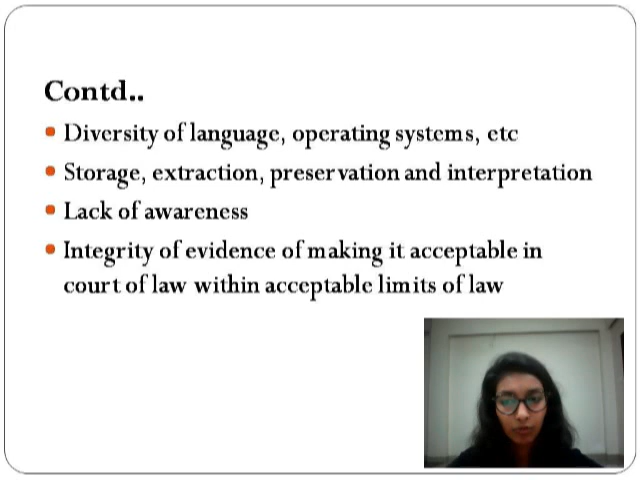 Contd..
Diversity of language, operating systems, etc
Storage, extraction, preservation and interpretation
Lack of awareness
Integrity of evidence of making it acceptable in
court of law within acceptable limits of law